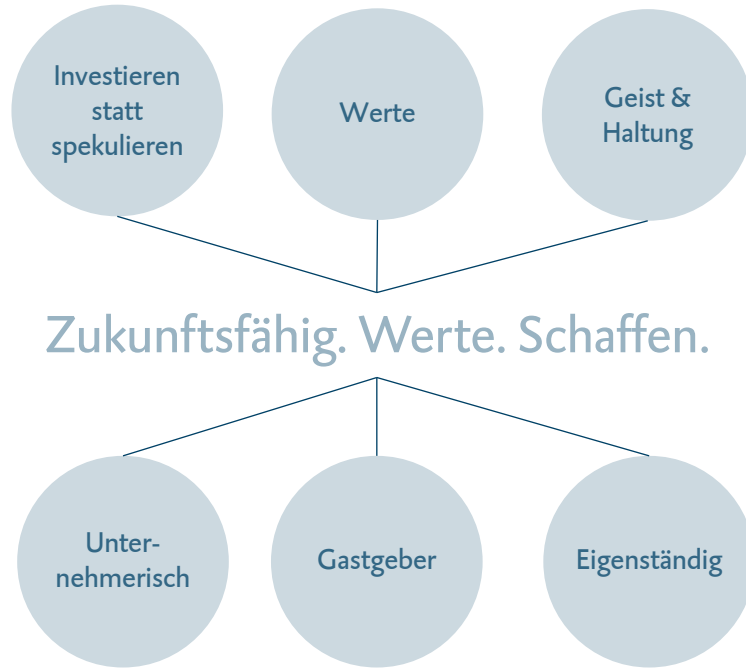 Investieren
statt
spekulieren
Werte
Geist &
Haltung
Zukunftsfähig. Werte. Schaffen.
Unter-
nehmerisch
Gastgeber
Eigenständig